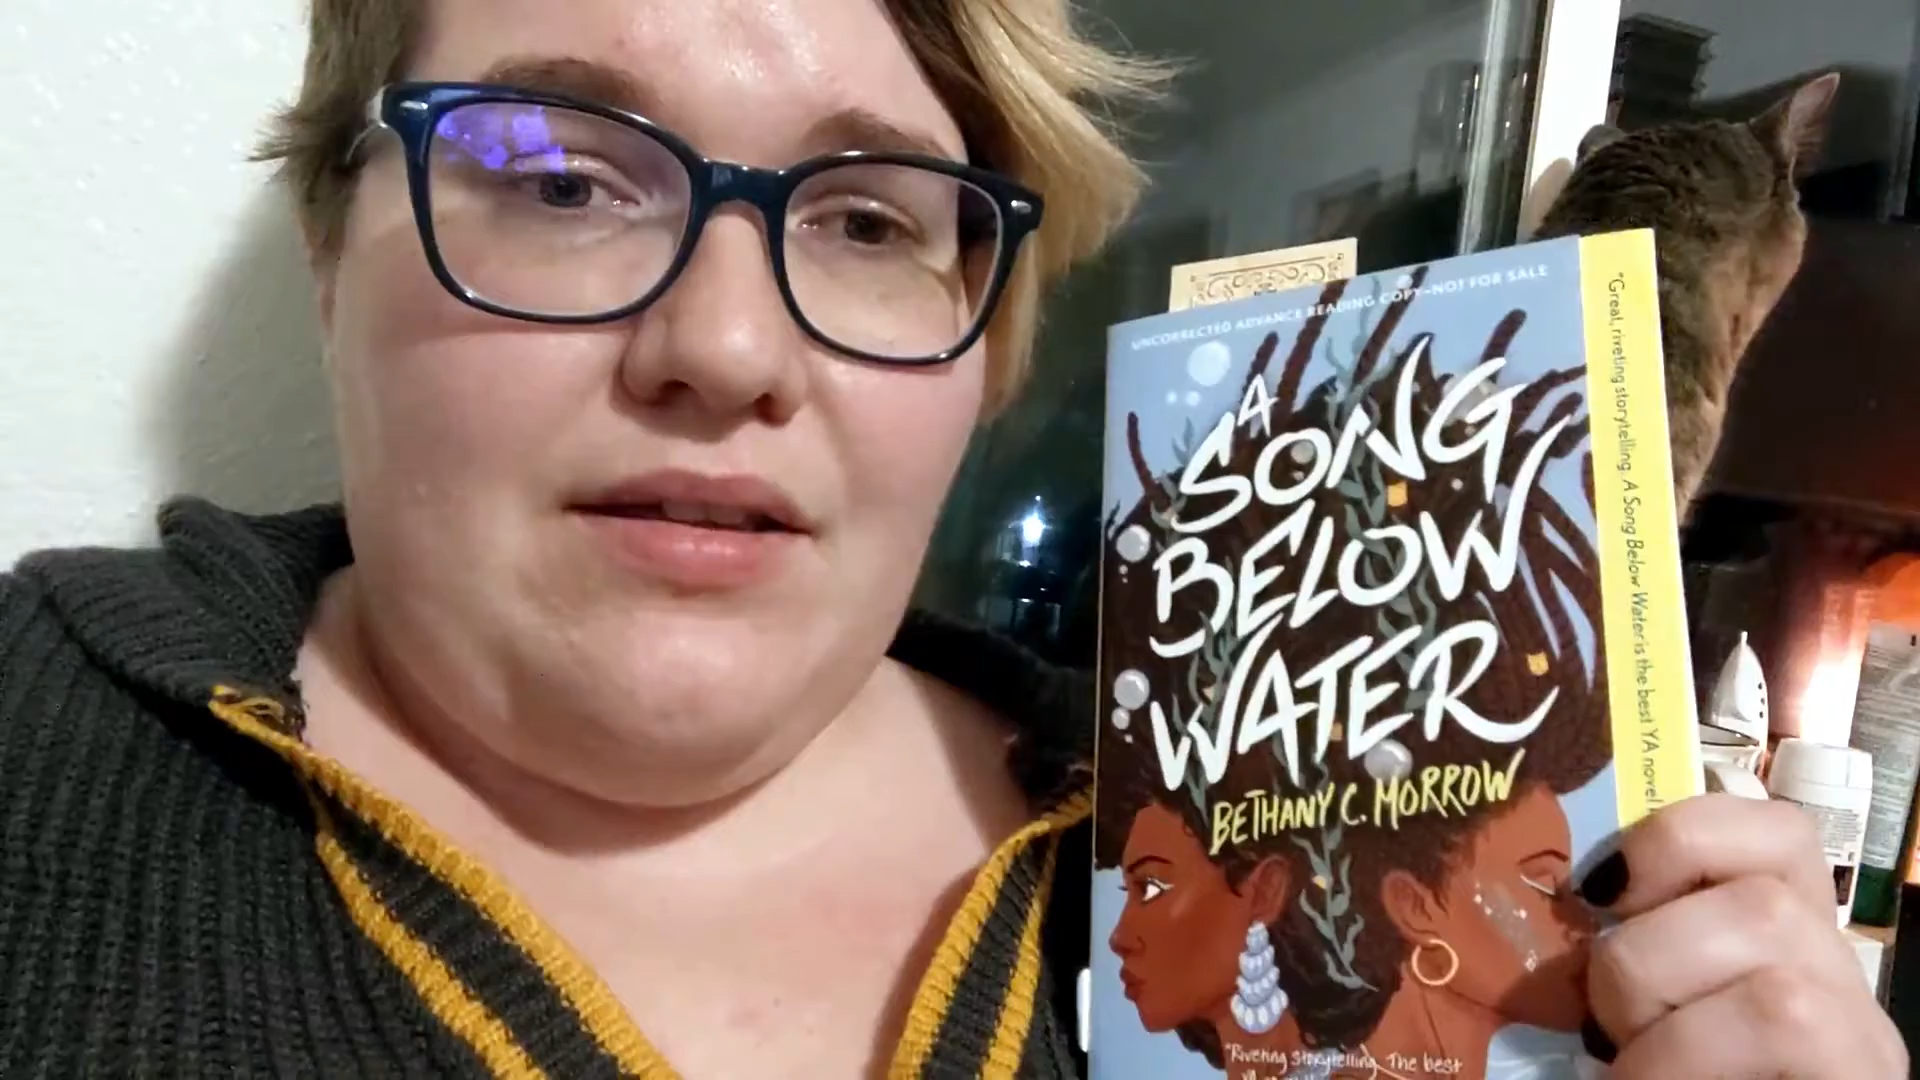 UNCORRECTED ADVANCE READING COPY–NOT FOR SALE
A
SONG
BELOW
WATER
BETHANY C. MORROW
"Riveting storytelling. The best
"Great, riveting storytelling. A Song Below Water is the best YA novel